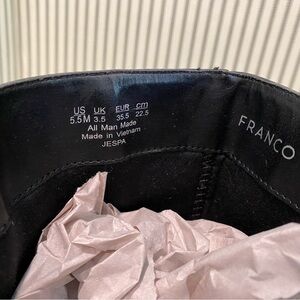 US UK EUR cm
5.5M 3.5 35.5 22.5
All Man Made
Made in Vietnam
JESPA
FRANCO